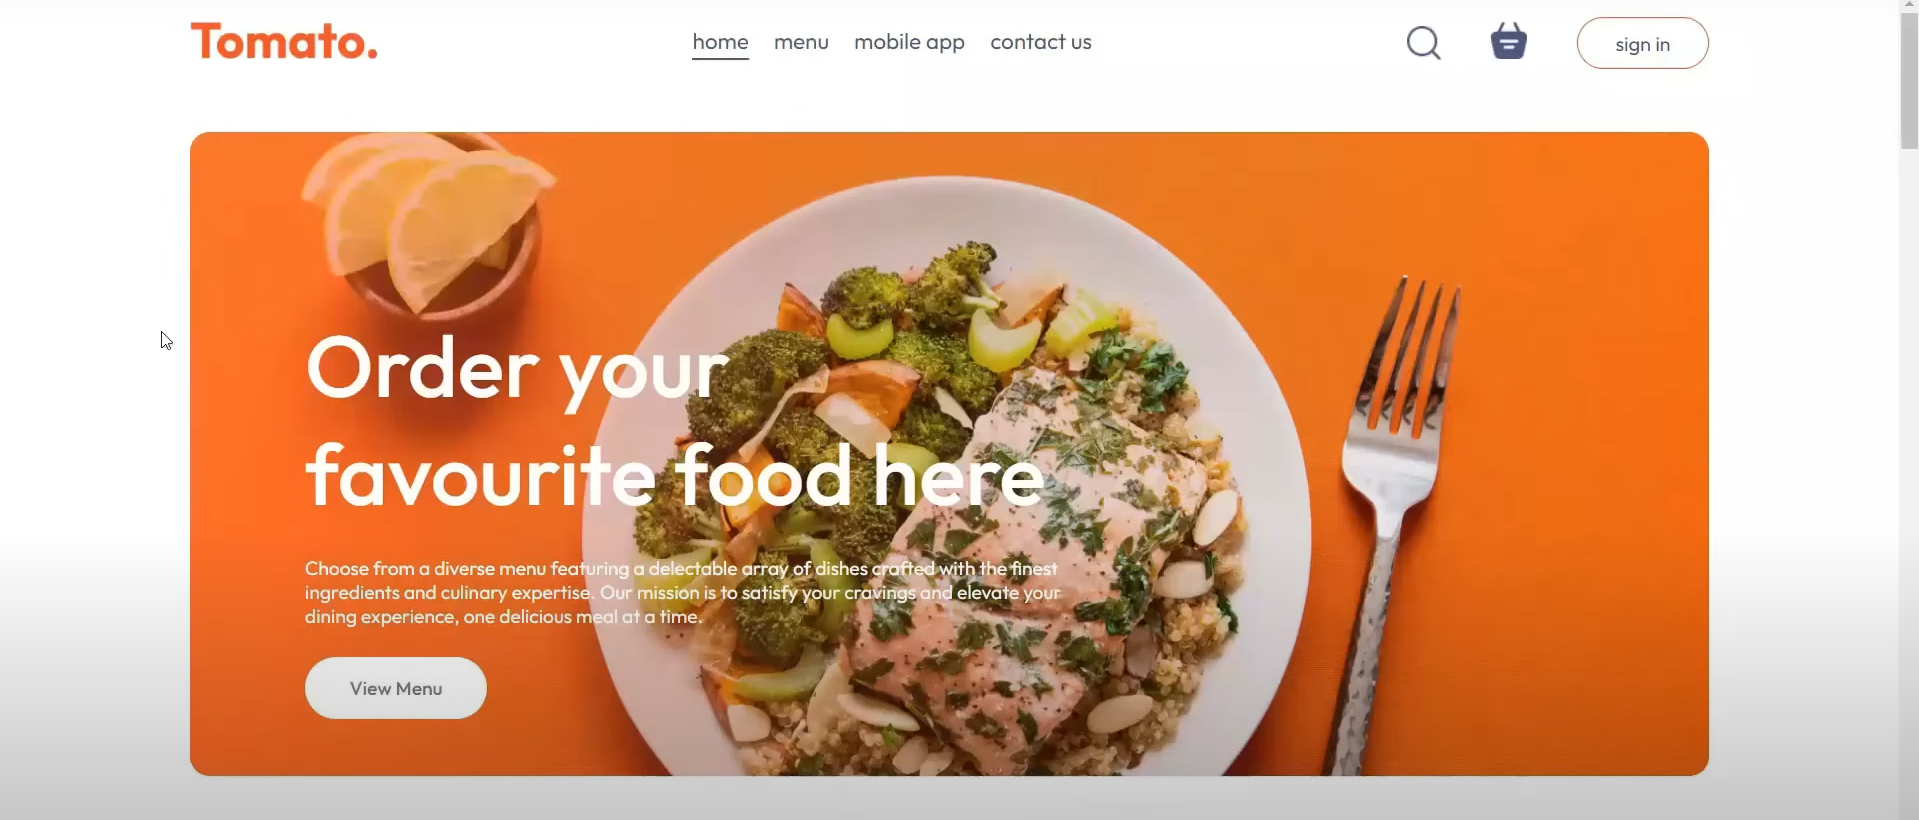 Tomato.
home menu mobile app contact us
sign in
Order your
favourite food here
Choose from a diverse menu featuring a delectable array of dishes crafted with the finest
ingredients and culinary expertise. Our mission is to satisfy your cravings and elevate your
dining experience, one delicious meal at a time.
View Menu